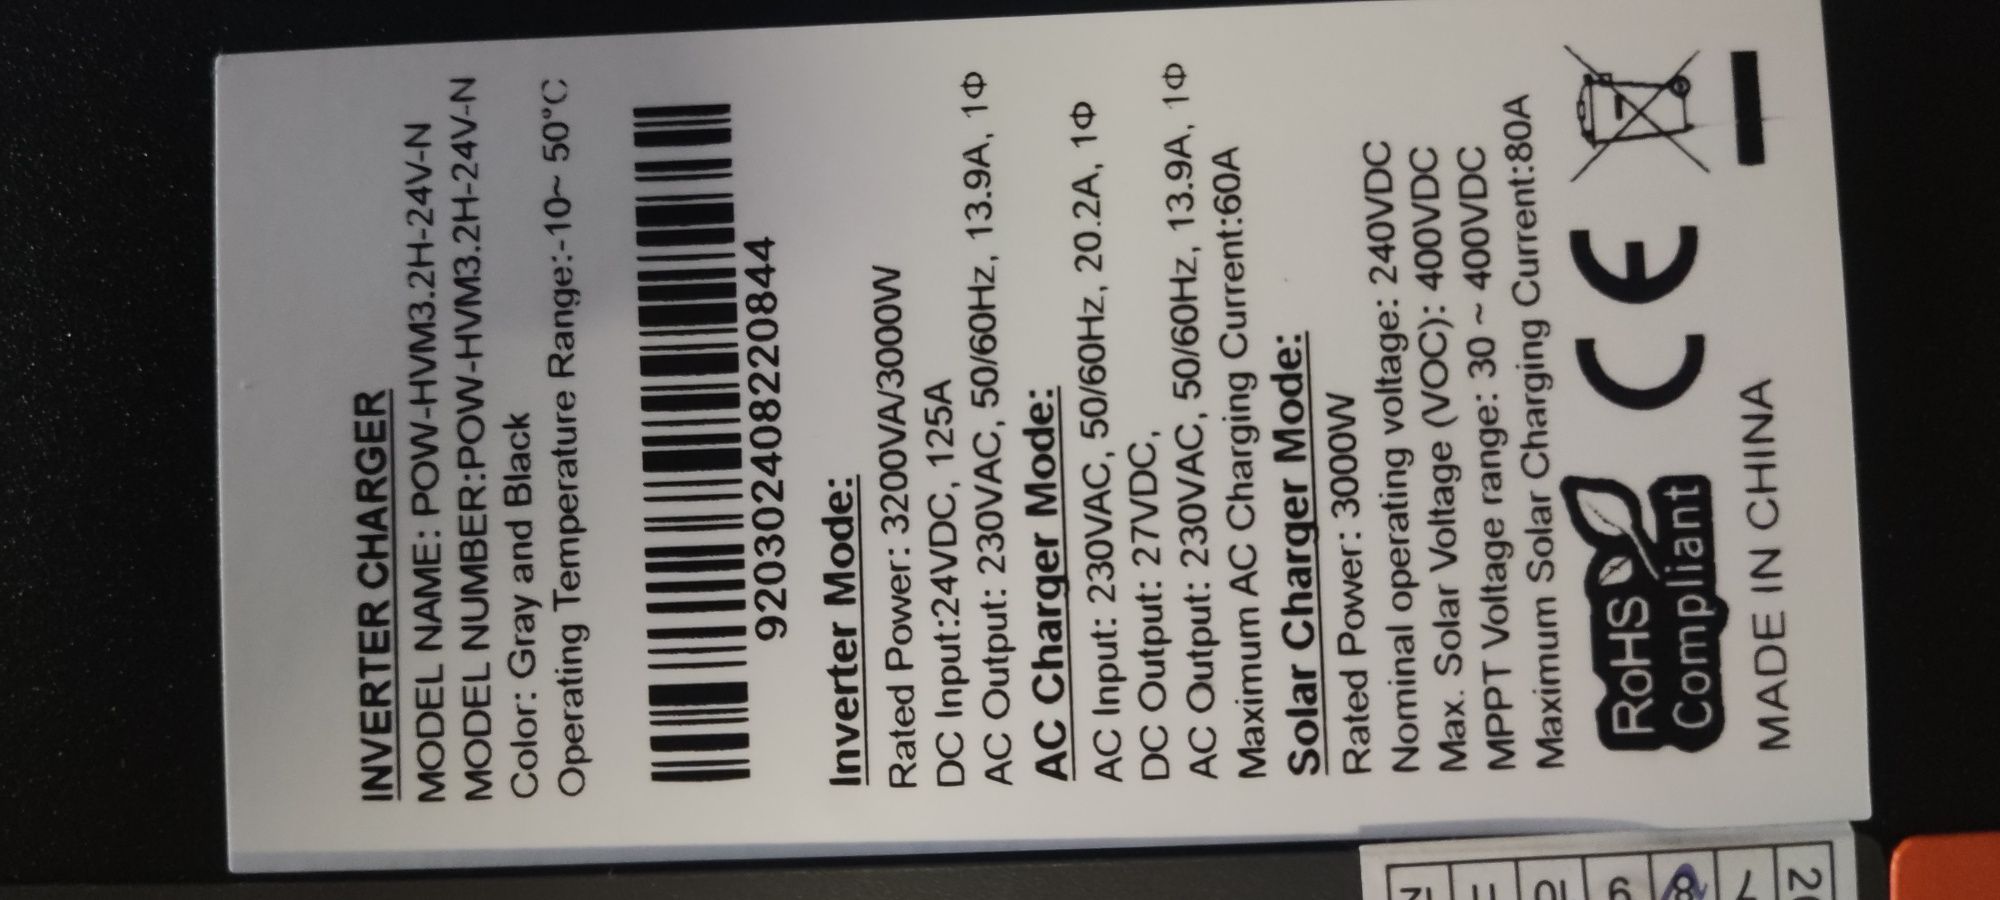 INVERTER CHARGER
MODEL NAME: POW-HVM3.2H-24V-N
MODEL NUMBER:POW-HVM3.2H-24V-N
Color: Gray and Black
Operating Temperature Range:-10~ 50°C
920302408220844
Inverter Mode:
Rated Power: 3200VA/3000W
DC Input:24VDC, 125A
AC Output: 230VAC, 50/60Hz, 13.9A, 1Φ
AC Charger Mode:
AC Input: 230VAC, 50/60Hz, 20.2A, 1Φ
DC Output: 27VDC,
AC Output: 230VAC, 50/60Hz, 13.9A, 1Φ
Maximum AC Charging Current:60A
Solar Charger Mode:
Rated Power: 3000W
Nominal operating voltage: 240VDC
Max. Solar Voltage (VOC): 400VDC
MPPT Voltage range: 30 ~ 400VDC
Maximum Solar Charging Current:80A
RoHS
Compliant
CE
MADE IN CHINA